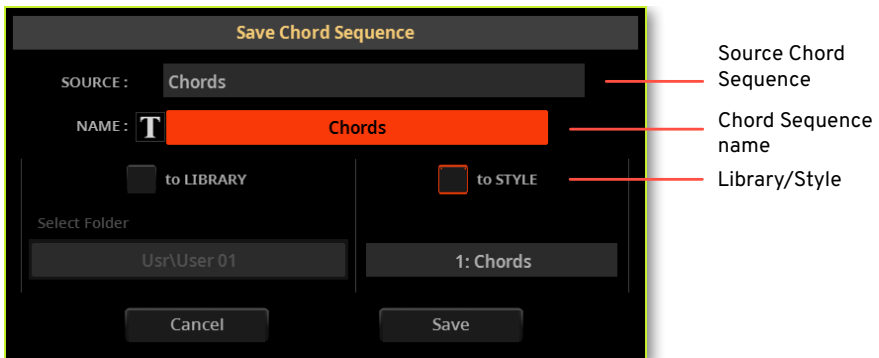 Save Chord Sequence
SOURCE : Chords
Source Chord
Sequence
NAME : T Chords
Chord Sequence
name
to LIBRARY
to STYLE
Library/Style
Select Folder
Usr\User 01
1: Chords
Cancel
Save